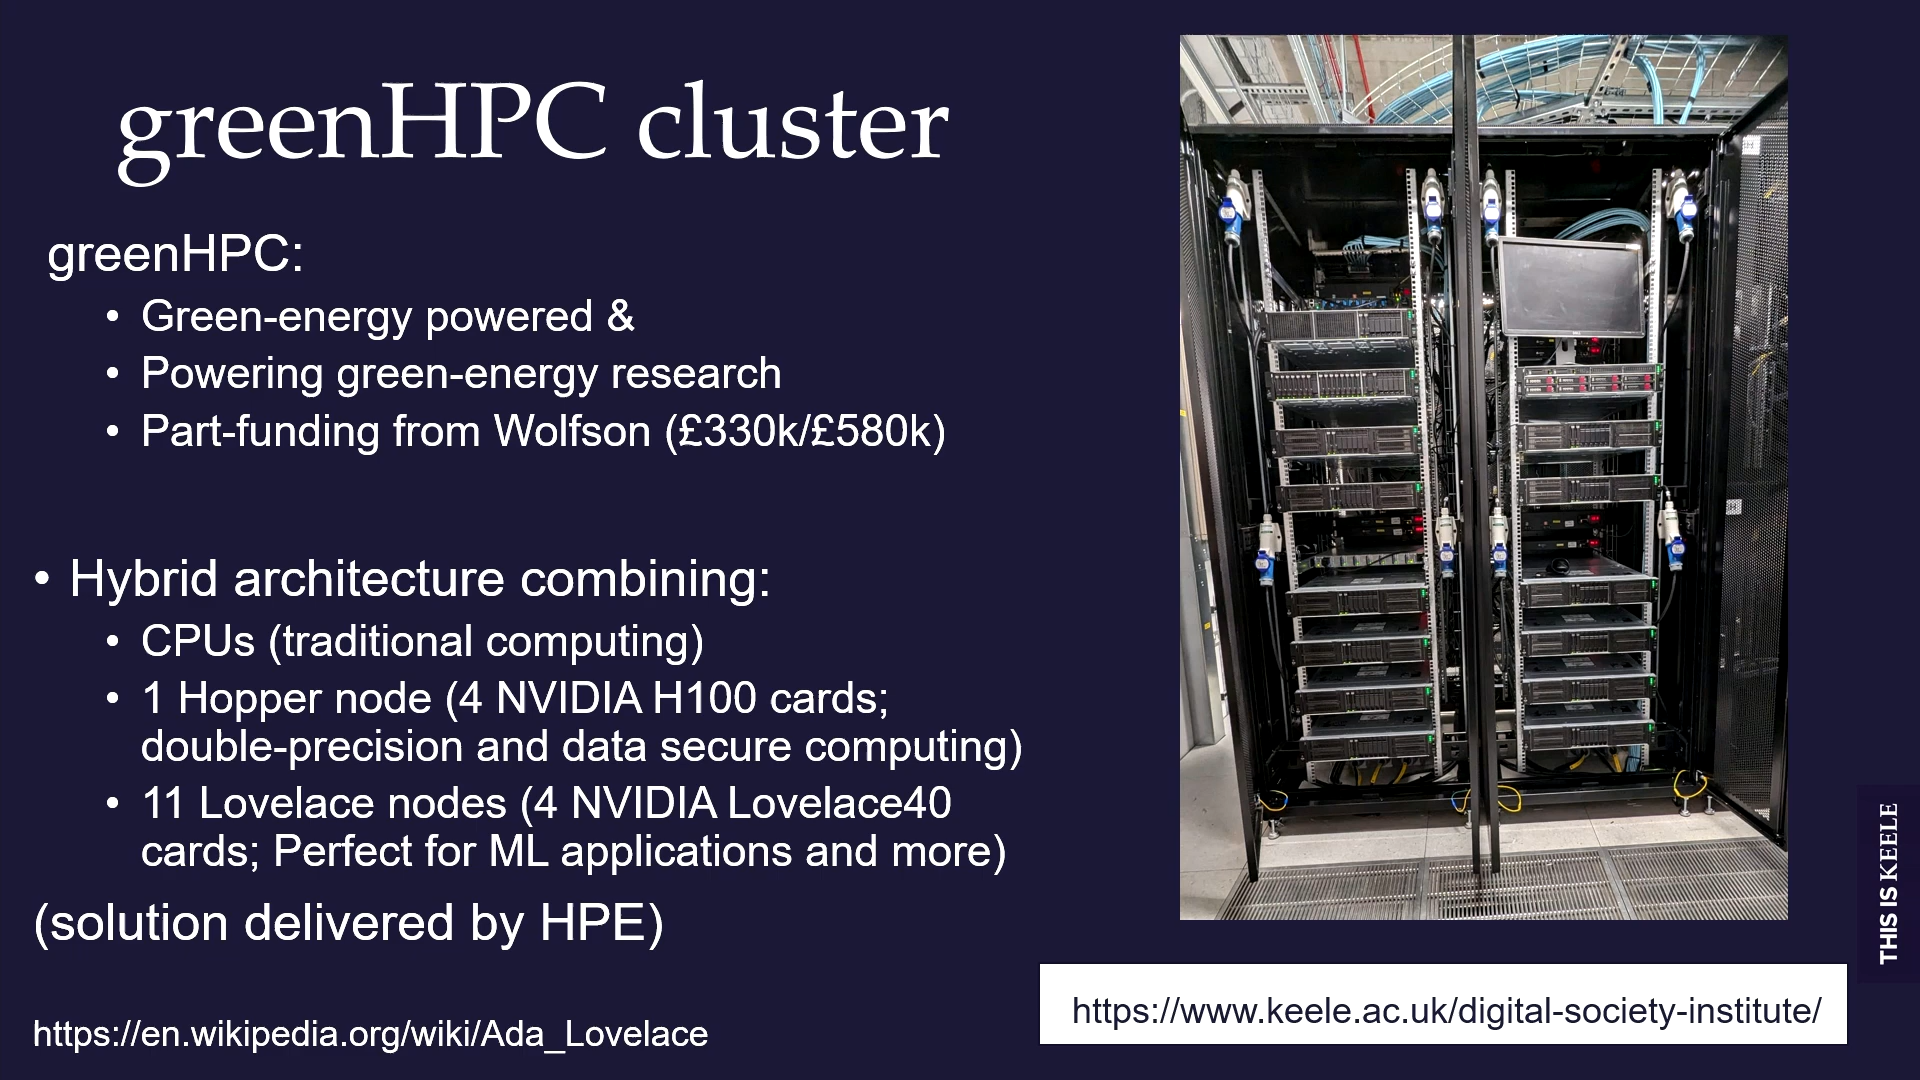 greenHPC cluster
greenHPC:
• Green-energy powered &
• Powering green-energy research
• Part-funding from Wolfson (£330k/£580k)
• Hybrid architecture combining:
• CPUs (traditional computing)
• 1 Hopper node (4 NVIDIA H100 cards;
double-precision and data secure computing)
• 11 Lovelace nodes (4 NVIDIA Lovelace40
cards; Perfect for ML applications and more)
(solution delivered by HPE)
https://en.wikipedia.org/wiki/Ada_Lovelace
https://www.keele.ac.uk/digital-society-institute/
THIS IS KEELE